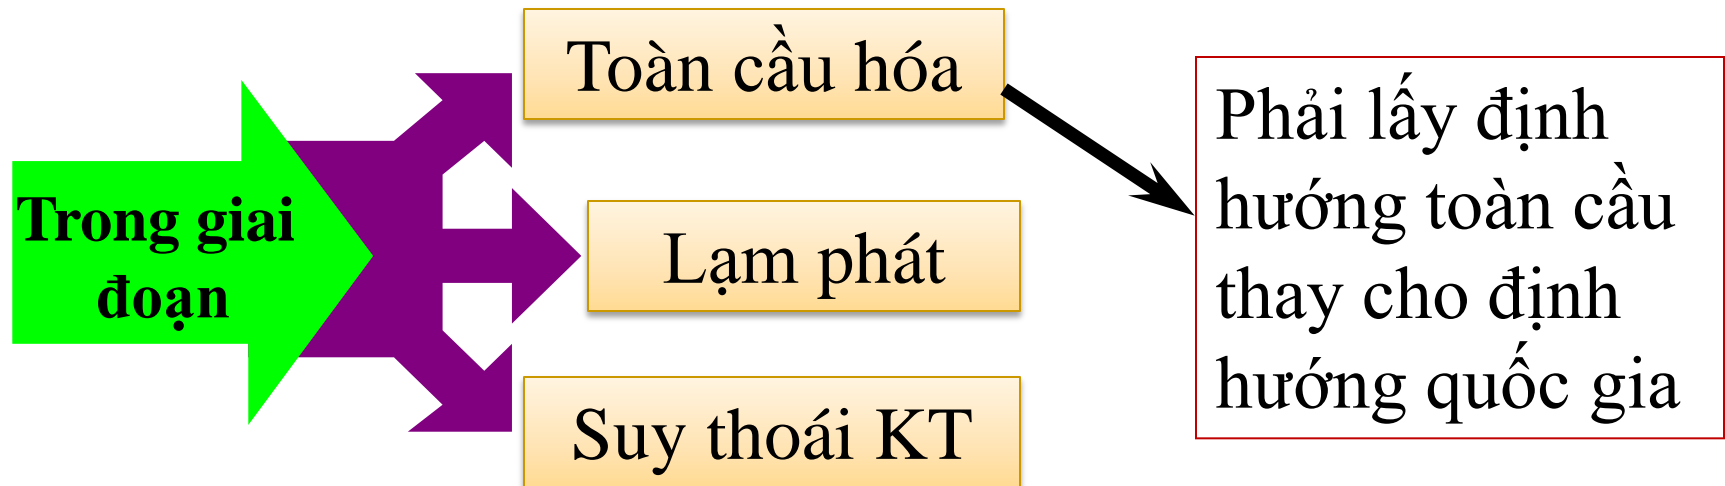 Trong giai
đoạn
Toàn cầu hóa
Lạm phát
Suy thoái KT
Phải lấy định
hướng toàn cầu
thay cho định
hướng quốc gia